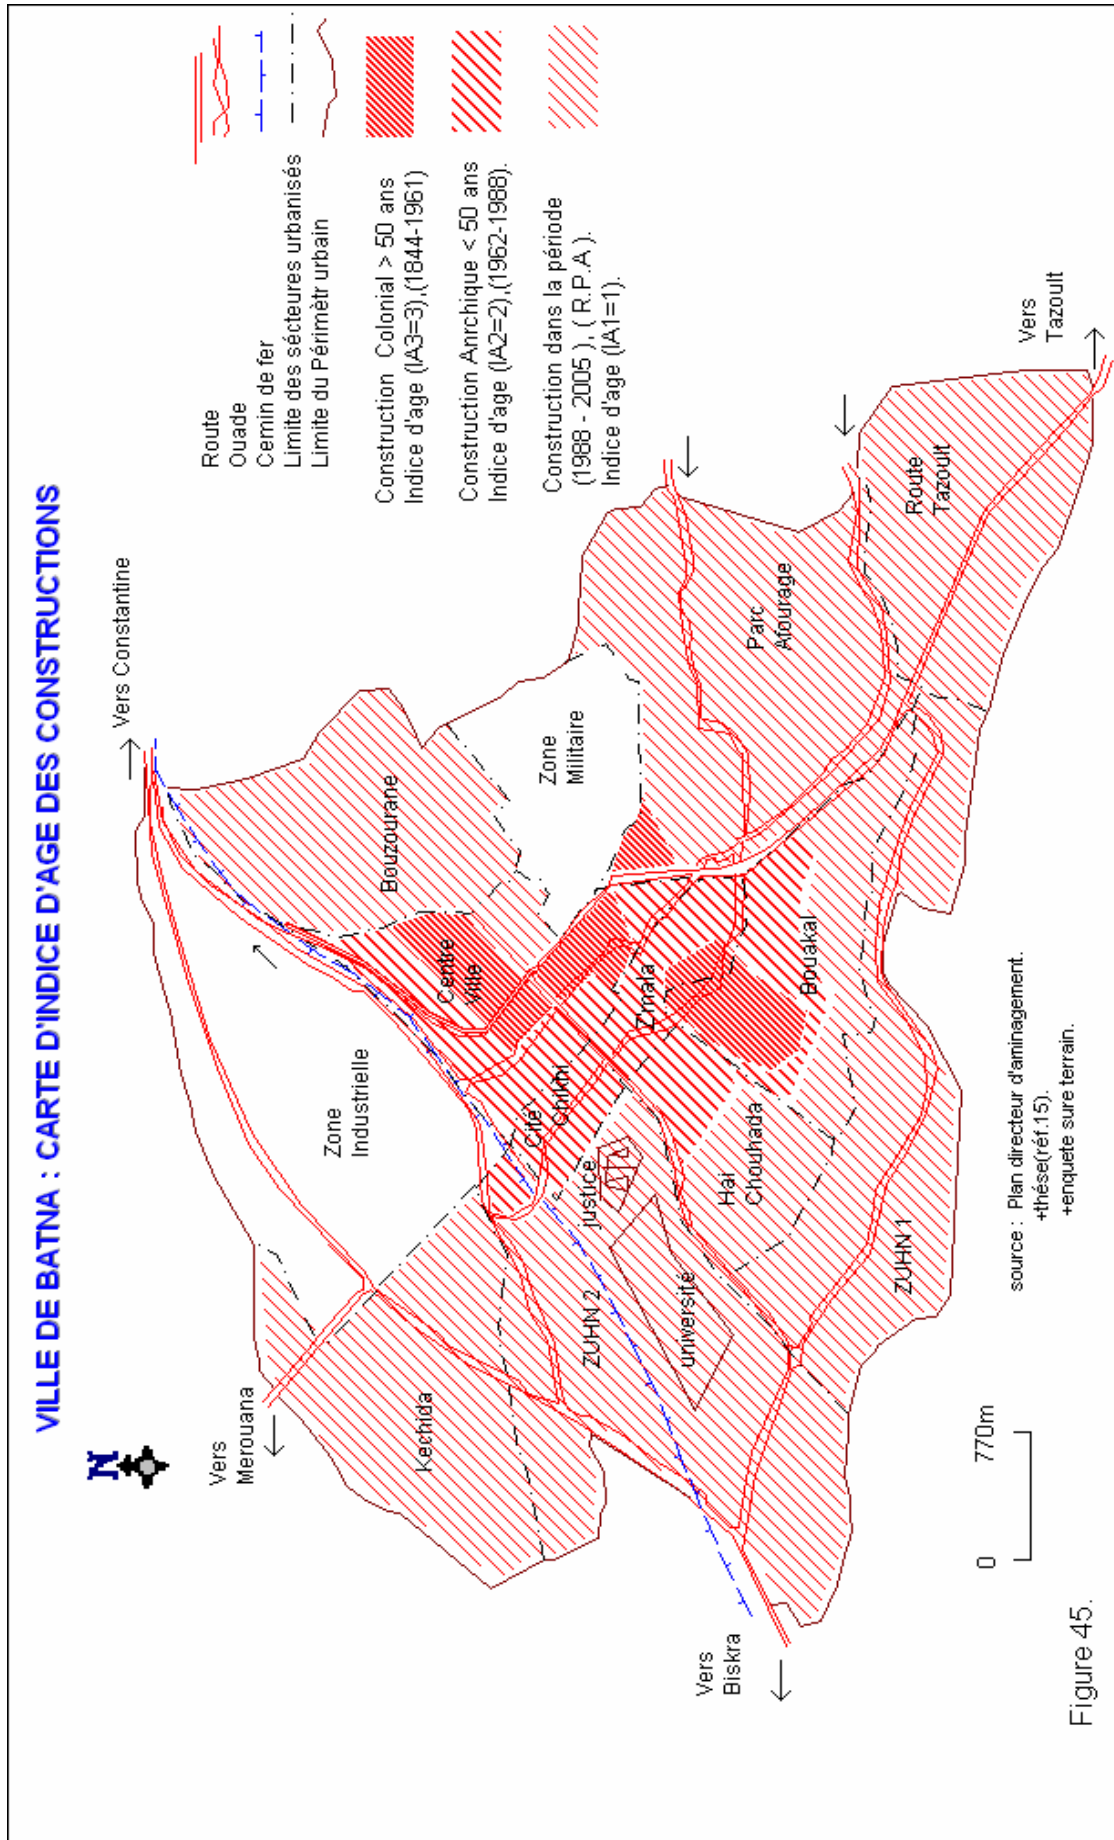 VILLE DE BATNA : CARTE D'INDICE D'AGE DES CONSTRUCTIONS
N
Vers Constantine
Vers
Merouana
Vers
Biskra
Vers
Tazoult
Zone
Industrielle
Bouzourane
Zone
Militaire
Kechida
Centre
Ville
Cité
Chikhi
Zmala
Parc
Afourage
Route
Tazoult
ZUHN 2
justice
université
Hai
Chouhada
Bouakal
ZUHN 1
Route
Ouade
Cemin de fer
Limite des sécteures urbanisés
Limite du Périmètr urbain
Construction Colonial > 50 ans
Indice d'age (IA3=3),(1844-1961)
Construction Anrchique < 50 ans
Indice d'age (IA2=2),(1962-1988).
Construction dans la période
(1988 - 2005 ), ( R.P.A ).
Indice d'age (IA1=1).
0 770m
source : Plan directeur d'aminagement.
+thése(réf.15).
+enquete sure terrain.
Figure 45.